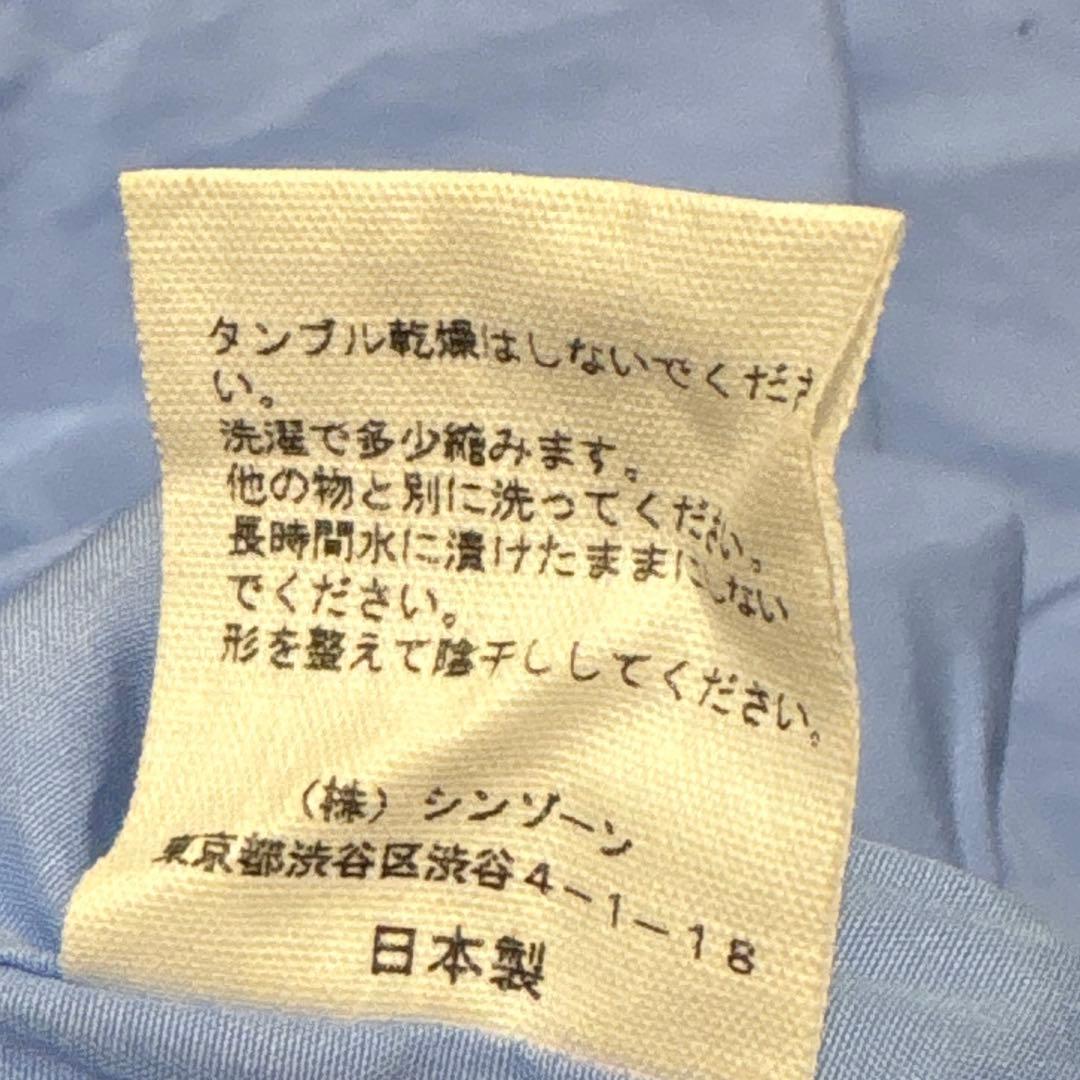 タンブル乾燥はしないでくださ
い。
洗濯で多少縮みます。
他の物と別に洗ってください。
長時間水に漬けたままにしない
でください。
形を整えて陰干ししてください。
（株）シンゾーン
東京都渋谷区渋谷4-1-18
日本製